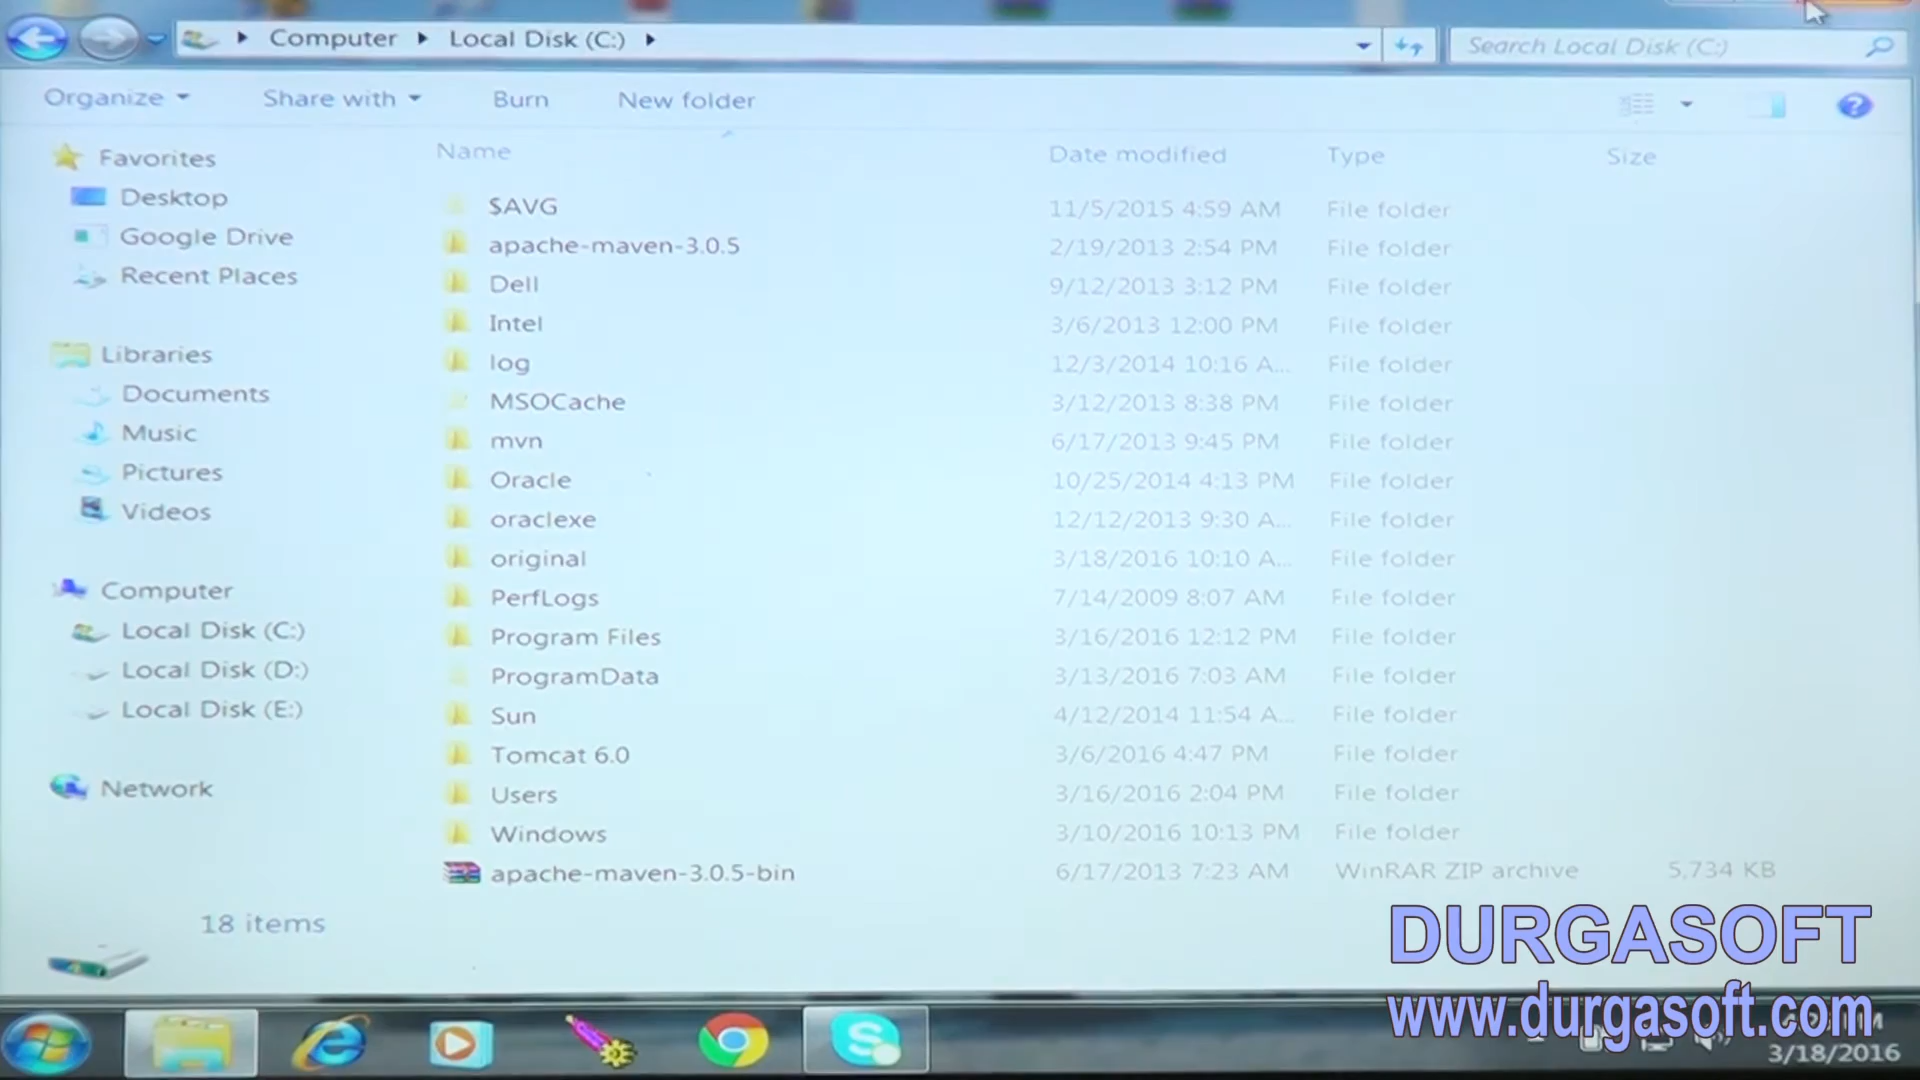 Computer ▸ Local Disk (C:) ▸
Search Local Disk (C:)
Organize Share with Burn New folder
Name Date modified Type Size
Favorites
Desktop
Google Drive
Recent Places
Libraries
Documents
Music
Pictures
Videos
Computer
Local Disk (C:)
Local Disk (D:)
Local Disk (E:)
Network
$AVG 11/5/2015 4:59 AM File folder
apache-maven-3.0.5 2/19/2013 2:54 PM File folder
Dell 9/12/2013 3:12 PM File folder
Intel 3/6/2013 12:00 PM File folder
log 12/3/2014 10:16 A... File folder
MSOCache 3/12/2013 8:38 PM File folder
mvn 6/17/2013 9:45 PM File folder
Oracle 10/25/2014 4:13 PM File folder
oraclexe 12/12/2013 9:30 A... File folder
original 3/18/2016 10:10 A... File folder
PerfLogs 7/14/2009 8:07 AM File folder
Program Files 3/16/2016 12:12 PM File folder
ProgramData 3/13/2016 7:03 AM File folder
Sun 4/12/2014 11:54 A... File folder
Tomcat 6.0 3/6/2016 4:47 PM File folder
Users 3/16/2016 2:04 PM File folder
Windows 3/10/2016 10:13 PM File folder
apache-maven-3.0.5-bin 6/17/2013 7:23 AM WinRAR ZIP archive 5,734 KB
18 items
DURGASOFT
www.durgasoft.com
3/18/2016